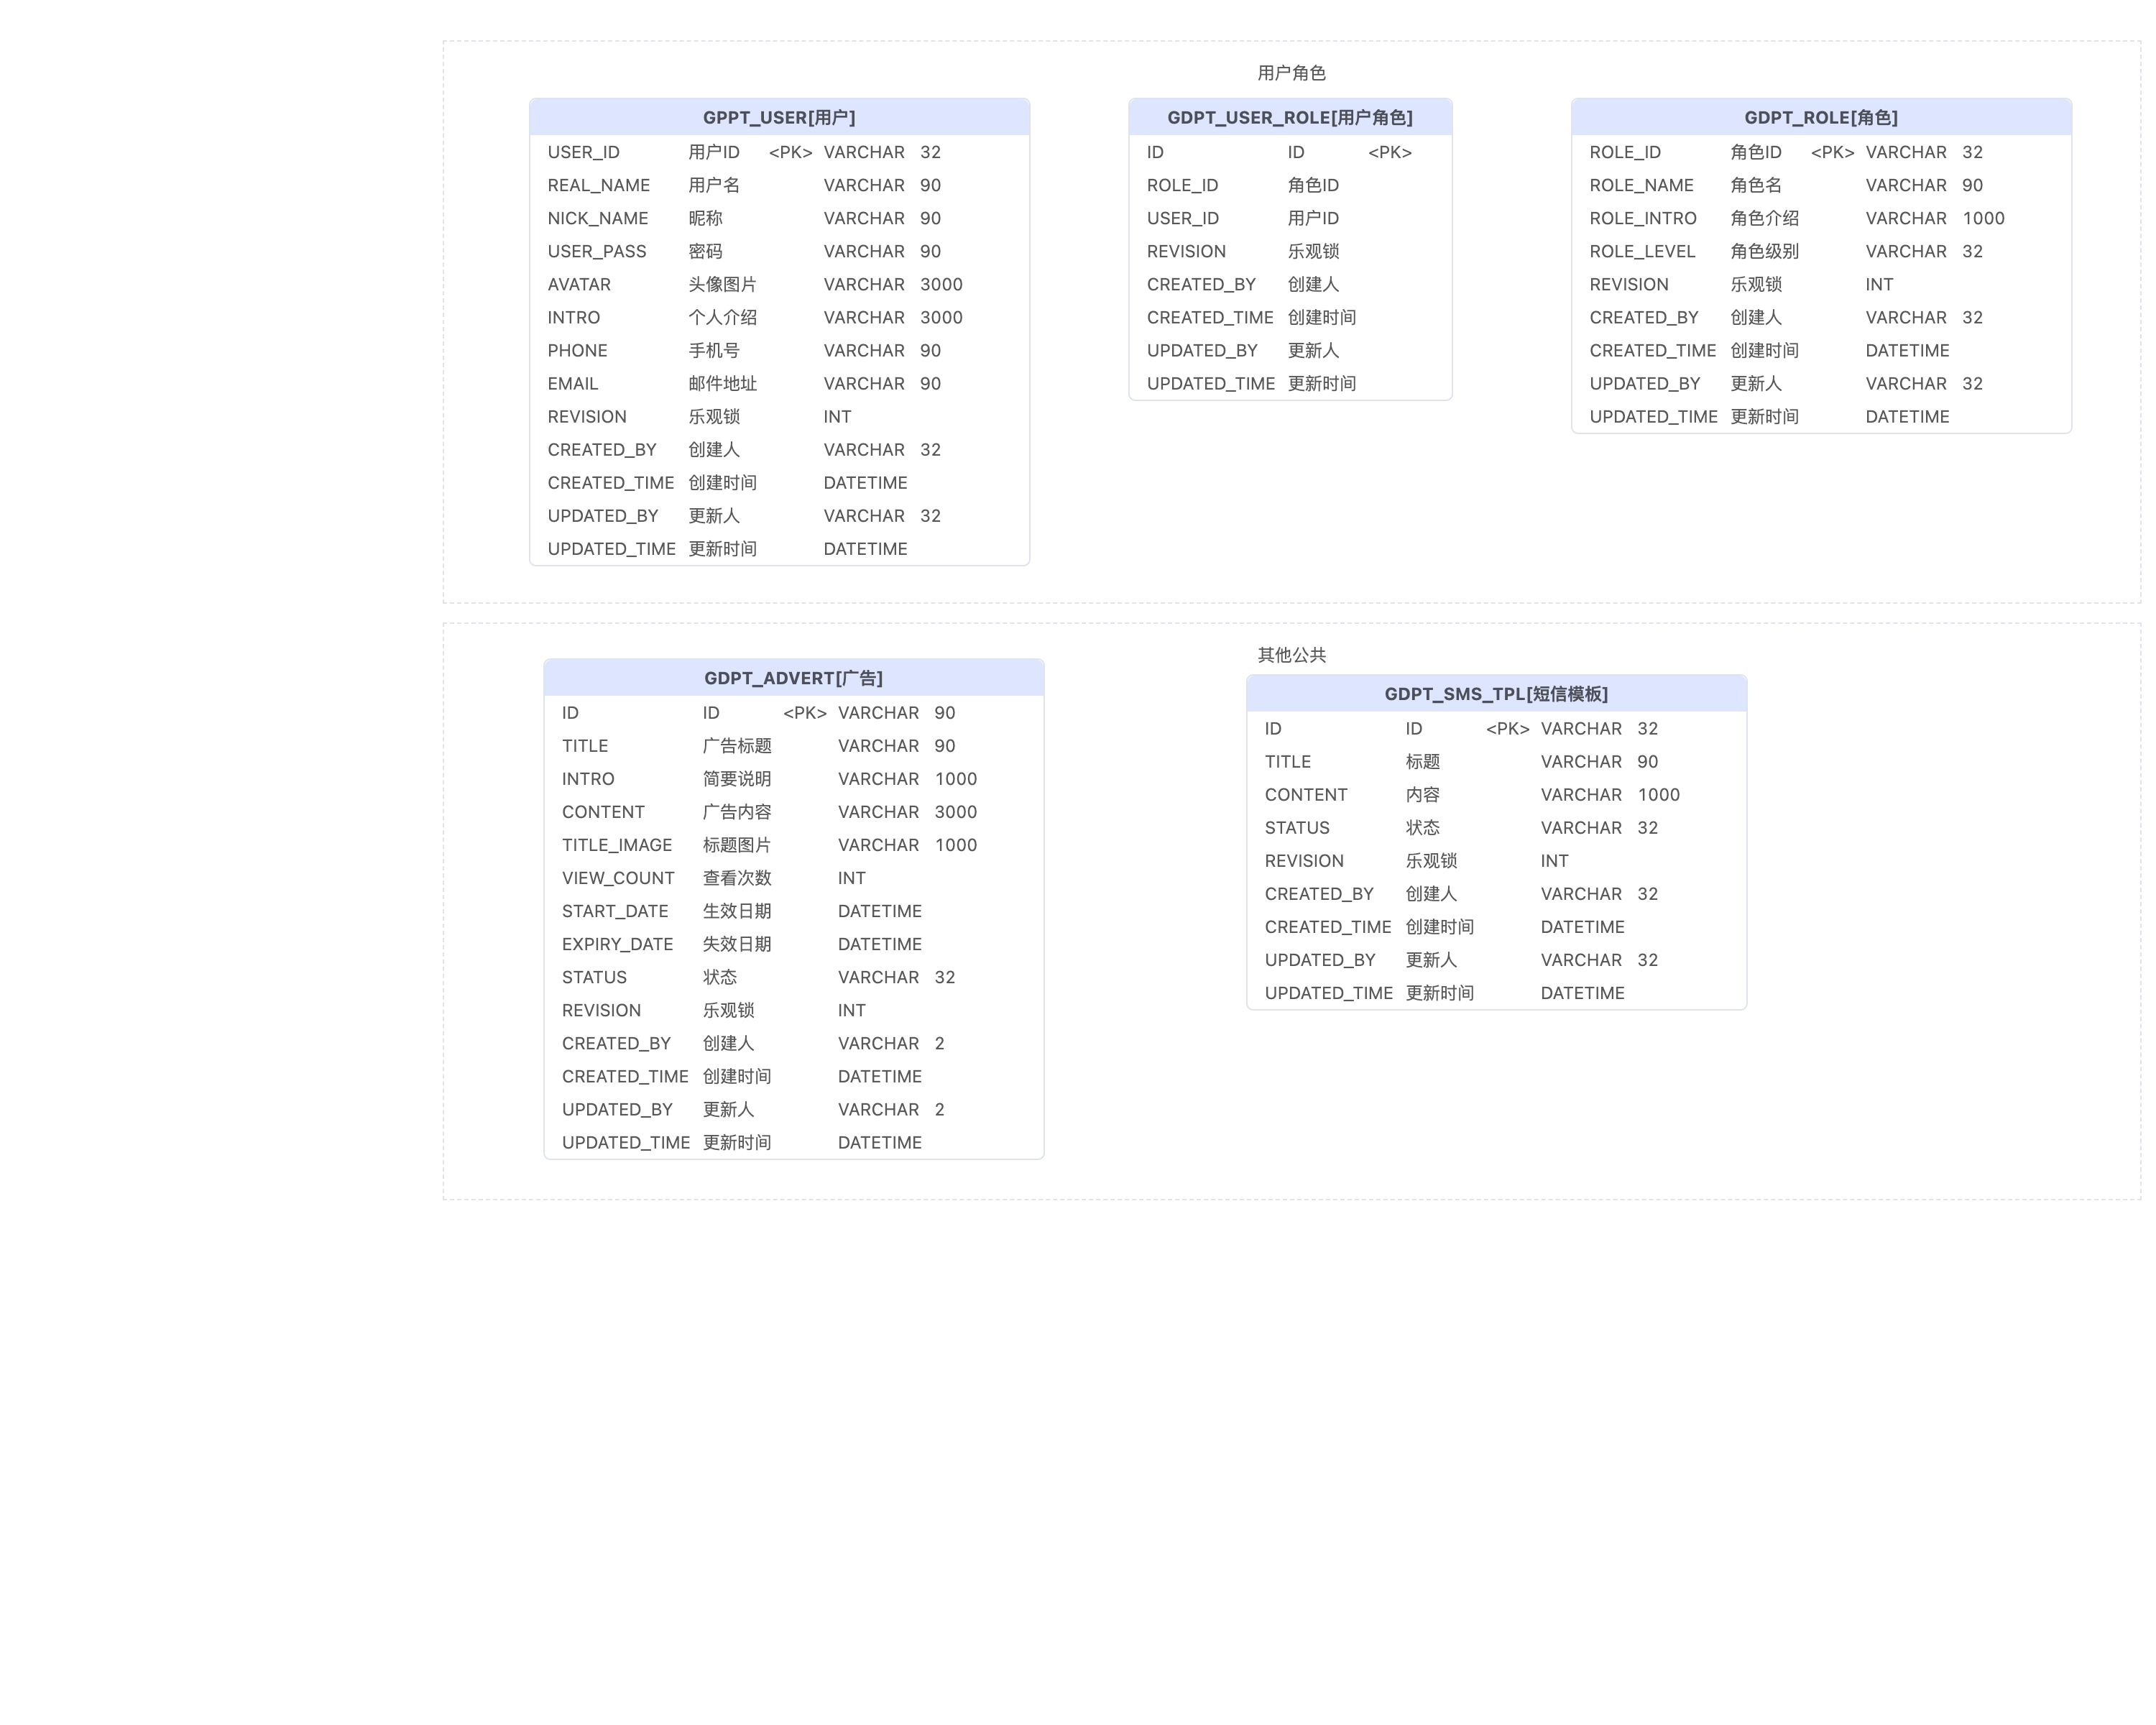 用户角色
GPPT_USER[用户]
USER_ID 用户ID <PK> VARCHAR 32
REAL_NAME 用户名 VARCHAR 90
NICK_NAME 昵称 VARCHAR 90
USER_PASS 密码 VARCHAR 90
AVATAR 头像图片 VARCHAR 3000
INTRO 个人介绍 VARCHAR 3000
PHONE 手机号 VARCHAR 90
EMAIL 邮件地址 VARCHAR 90
REVISION 乐观锁 INT
CREATED_BY 创建人 VARCHAR 32
CREATED_TIME 创建时间 DATETIME
UPDATED_BY 更新人 VARCHAR 32
UPDATED_TIME 更新时间 DATETIME
GDPT_USER_ROLE[用户角色]
ID ID <PK>
ROLE_ID 角色ID
USER_ID 用户ID
REVISION 乐观锁
CREATED_BY 创建人
CREATED_TIME 创建时间
UPDATED_BY 更新人
UPDATED_TIME 更新时间
GDPT_ROLE[角色]
ROLE_ID 角色ID <PK> VARCHAR 32
ROLE_NAME 角色名 VARCHAR 90
ROLE_INTRO 角色介绍 VARCHAR 1000
ROLE_LEVEL 角色级别 VARCHAR 32
REVISION 乐观锁 INT
CREATED_BY 创建人 VARCHAR 32
CREATED_TIME 创建时间 DATETIME
UPDATED_BY 更新人 VARCHAR 32
UPDATED_TIME 更新时间 DATETIME
其他公共
GDPT_ADVERT[广告]
ID ID <PK> VARCHAR 90
TITLE 广告标题 VARCHAR 90
INTRO 简要说明 VARCHAR 1000
CONTENT 广告内容 VARCHAR 3000
TITLE_IMAGE 标题图片 VARCHAR 1000
VIEW_COUNT 查看次数 INT
START_DATE 生效日期 DATETIME
EXPIRY_DATE 失效日期 DATETIME
STATUS 状态 VARCHAR 32
REVISION 乐观锁 INT
CREATED_BY 创建人 VARCHAR 2
CREATED_TIME 创建时间 DATETIME
UPDATED_BY 更新人 VARCHAR 2
UPDATED_TIME 更新时间 DATETIME
GDPT_SMS_TPL[短信模板]
ID ID <PK> VARCHAR 32
TITLE 标题 VARCHAR 90
CONTENT 内容 VARCHAR 1000
STATUS 状态 VARCHAR 32
REVISION 乐观锁 INT
CREATED_BY 创建人 VARCHAR 32
CREATED_TIME 创建时间 DATETIME
UPDATED_BY 更新人 VARCHAR 32
UPDATED_TIME 更新时间 DATETIME